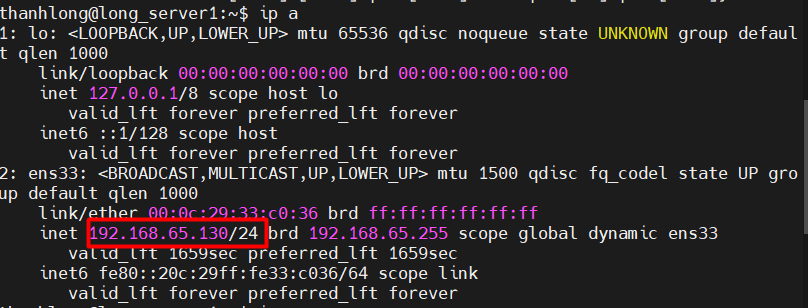 thanhlong@long_server1:~$ ip a
1: lo: <LOOPBACK,UP,LOWER_UP> mtu 65536 qdisc noqueue state UNKNOWN group defaul
t qlen 1000
link/loopback 00:00:00:00:00:00 brd 00:00:00:00:00:00
inet 127.0.0.1/8 scope host lo
valid_lft forever preferred_lft forever
inet6 ::1/128 scope host
valid_lft forever preferred_lft forever
2: ens33: <BROADCAST,MULTICAST,UP,LOWER_UP> mtu 1500 qdisc fq_codel state UP gro
up default qlen 1000
link/ether 00:0c:29:33:c0:36 brd ff:ff:ff:ff:ff:ff
inet 192.168.65.130/24 brd 192.168.65.255 scope global dynamic ens33
valid_lft 1659sec preferred_lft 1659sec
inet6 fe80::20c:29ff:fe33:c036/64 scope link
valid_lft forever preferred_lft forever